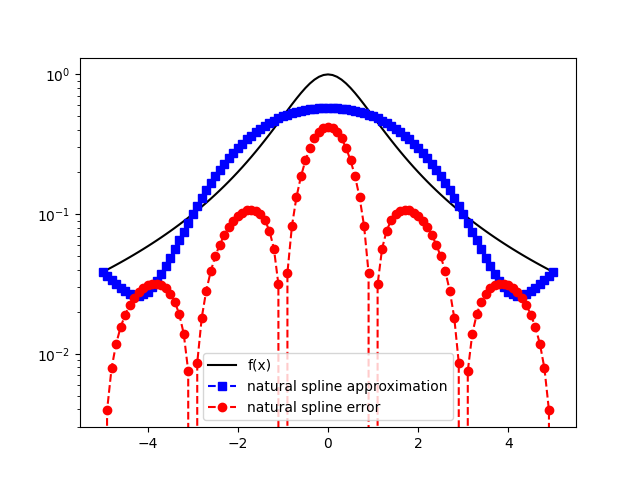 10⁰
10⁻¹
10⁻²
−4 −2 0 2 4
f(x)
natural spline approximation
natural spline error